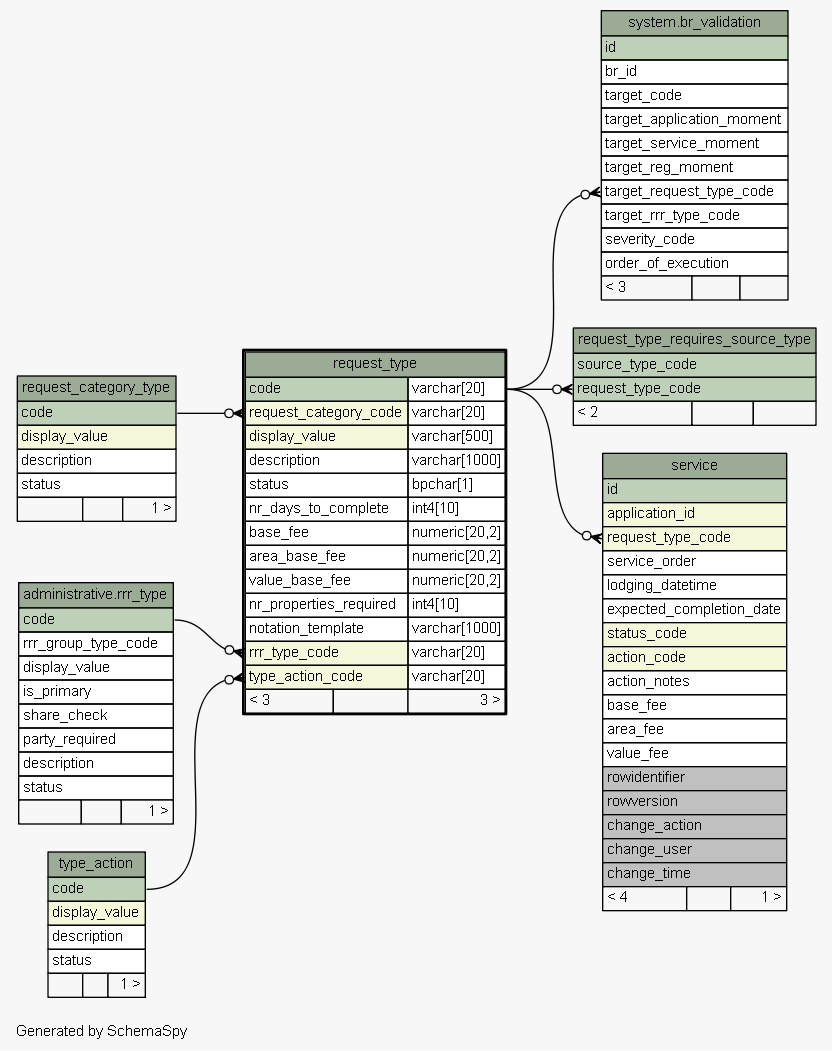 system.br_validation
id
br_id
target_code
target_application_moment
target_service_moment
target_reg_moment
target_request_type_code
target_rrr_type_code
severity_code
order_of_execution
< 3
request_type_requires_source_type
source_type_code
request_type_code
< 2
request_type
code varchar[20]
request_category_code varchar[20]
display_value varchar[500]
description varchar[1000]
status bpchar[1]
nr_days_to_complete int4[10]
base_fee numeric[20,2]
area_base_fee numeric[20,2]
value_base_fee numeric[20,2]
nr_properties_required int4[10]
notation_template varchar[1000]
rrr_type_code varchar[20]
type_action_code varchar[20]
< 3 3 >
request_category_type
code
display_value
description
status
1 >
service
id
application_id
request_type_code
service_order
lodging_datetime
expected_completion_date
status_code
action_code
action_notes
base_fee
area_fee
value_fee
rowidentifier
rowversion
change_action
change_user
change_time
< 4 1 >
administrative.rrr_type
code
rrr_group_type_code
display_value
is_primary
share_check
party_required
description
status
1 >
type_action
code
display_value
description
status
1 >
Generated by SchemaSpy